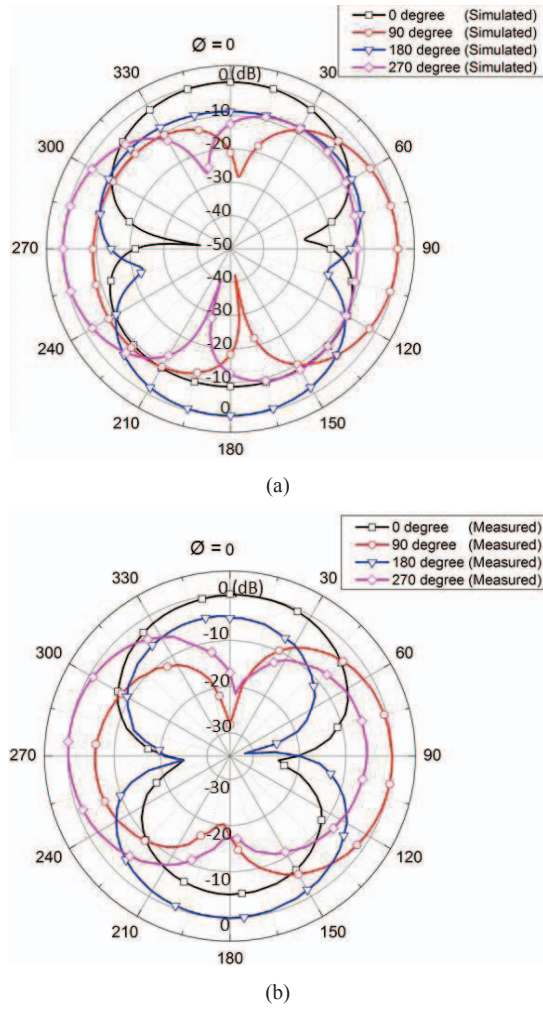 0 degree (Simulated)
90 degree (Simulated)
180 degree (Simulated)
270 degree (Simulated)
Ø = 0
330
30
300
60
270
90
240
120
210
150
180
0 (dB)
-10
-20
-30
-40
-50
-40
-30
-20
-10
0
(a)
0 degree (Measured)
90 degree (Measured)
180 degree (Measured)
270 degree (Measured)
Ø = 0
330
30
300
60
270
90
240
120
210
150
180
0 (dB)
-10
-20
-30
-30
-20
-10
0
(b)